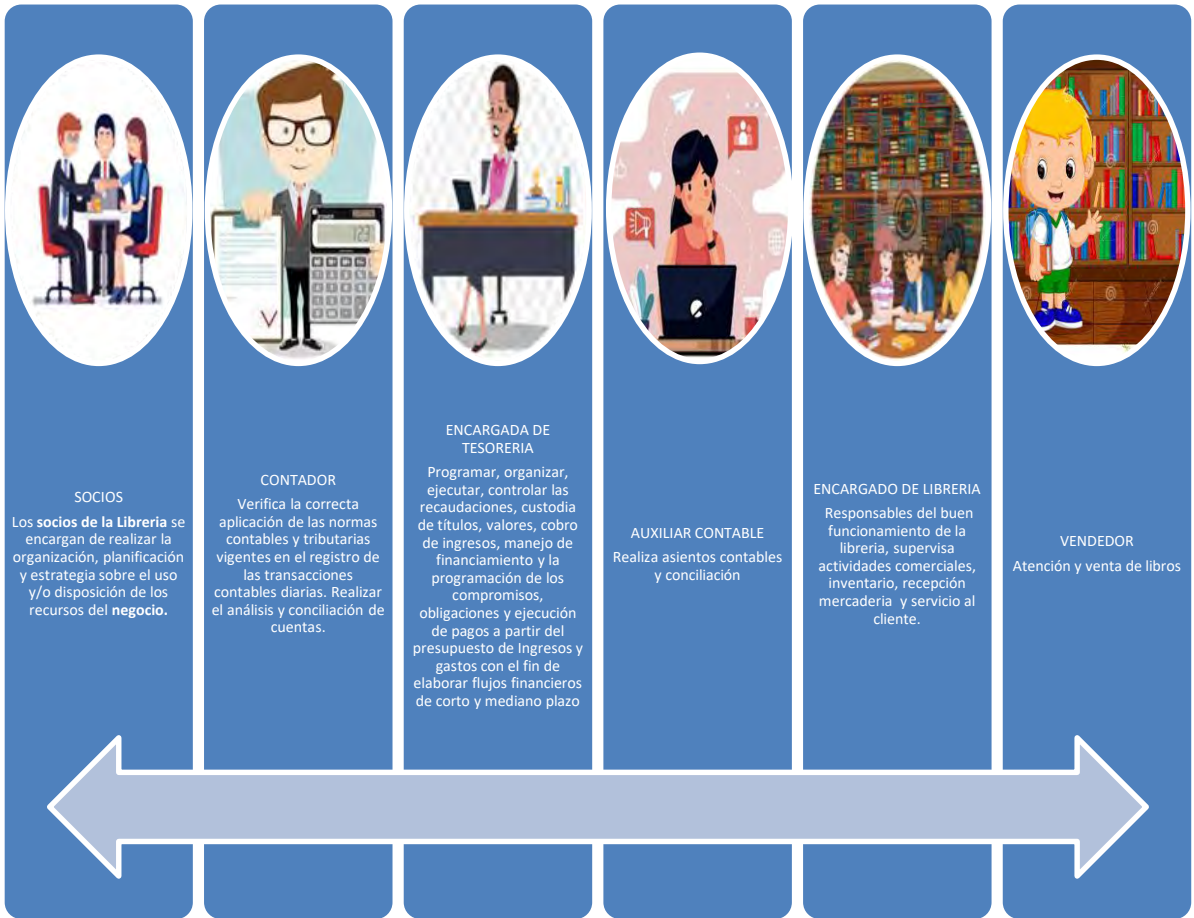 SOCIOS
Los socios de la Libreria se
encargan de realizar la
organización, planificación
y estrategia sobre el uso
y/o disposición de los
recursos del negocio.
CONTADOR
Verifica la correcta
aplicación de las normas
contables y tributarias
vigentes en el registro de
las transacciones
contables diarias. Realizar
el análisis y conciliación de
cuentas.
ENCARGADA DE
TESORERIA
Programar, organizar,
ejecutar, controlar las
recaudaciones, custodia
de títulos, valores, cobro
de ingresos, manejo de
financiamiento y la
programación de los
compromisos,
obligaciones y ejecución
de pagos a partir del
presupuesto de Ingresos y
gastos con el fin de
elaborar flujos financieros
de corto y mediano plazo
AUXILIAR CONTABLE
Realiza asientos contables
y conciliación
ENCARGADO DE LIBRERIA
Responsables del buen
funcionamiento de la
libreria, supervisa
actividades comerciales,
inventario, recepción
mercaderia y servicio al
cliente.
VENDEDOR
Atención y venta de libros
123